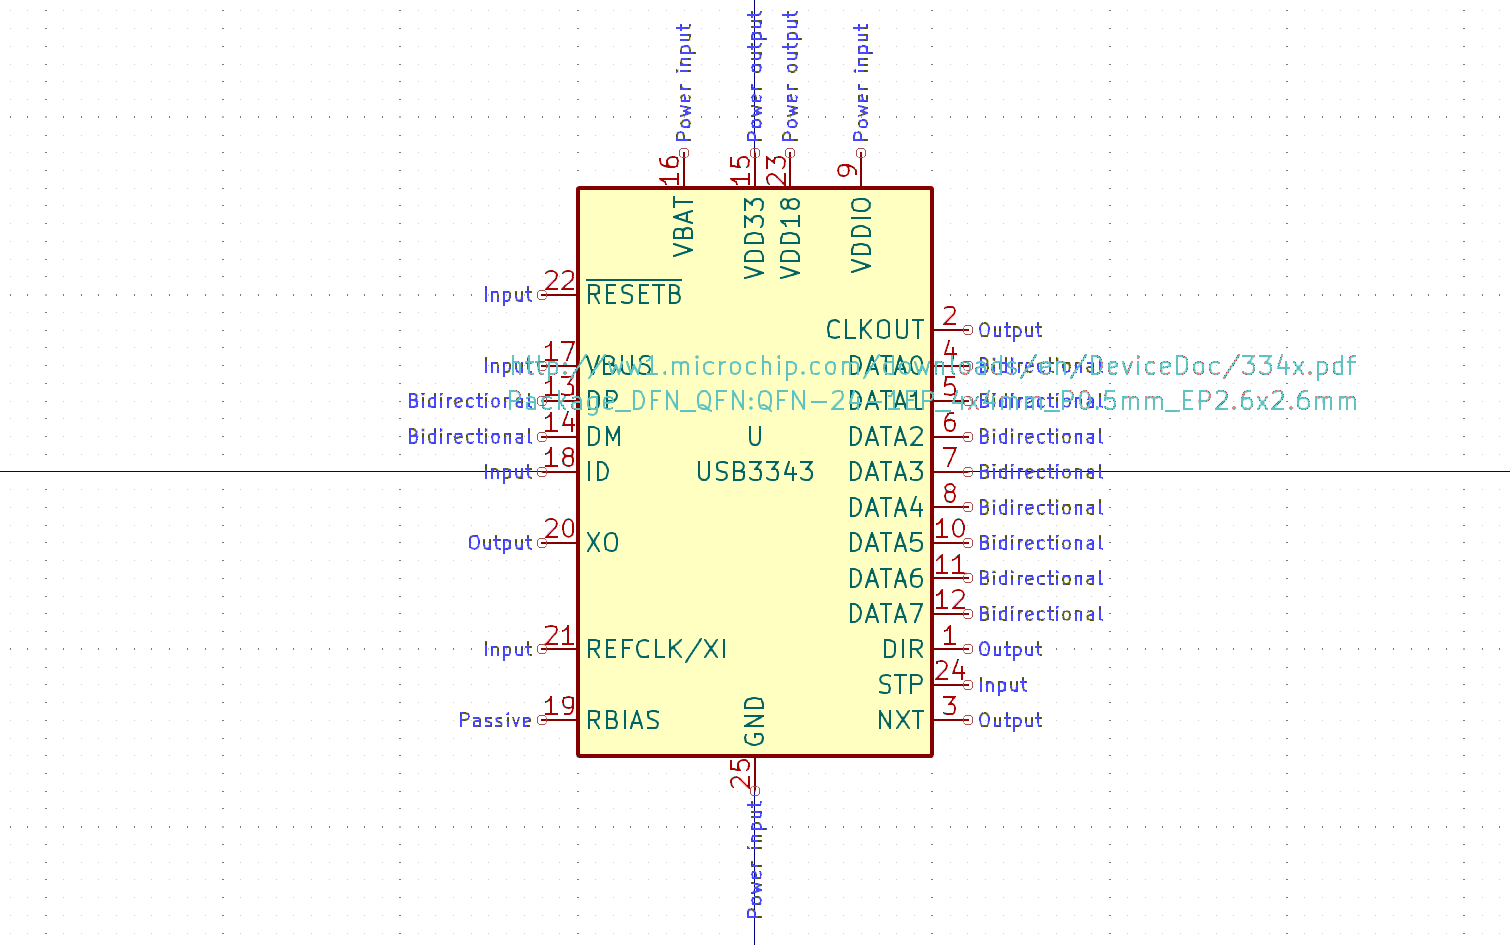 Power input
Power output
Power output
Power input
16
15
23
9
VBAT
VDD33
VDD18
VDDIO
Input 22 RESETB
CLKOUT 2 Output
Input 17 VBUS
DATA0 4 Bidirectional
http://ww1.microchip.com/downloads/en/DeviceDoc/334x.pdf
Bidirectional 13 DP
DATA1 5 Bidirectional
Package_DFN_QFN:QFN-24-1EP_4x4mm_P0.5mm_EP2.6x2.6mm
Bidirectional 14 DM
U
DATA2 6 Bidirectional
Input 18 ID
USB3343
DATA3 7 Bidirectional
DATA4 8 Bidirectional
Output 20 XO
DATA5 10 Bidirectional
DATA6 11 Bidirectional
DATA7 12 Bidirectional
Input 21 REFCLK/XI
DIR 1 Output
STP 24 Input
Passive 19 RBIAS
NXT 3 Output
GND
25
Power input